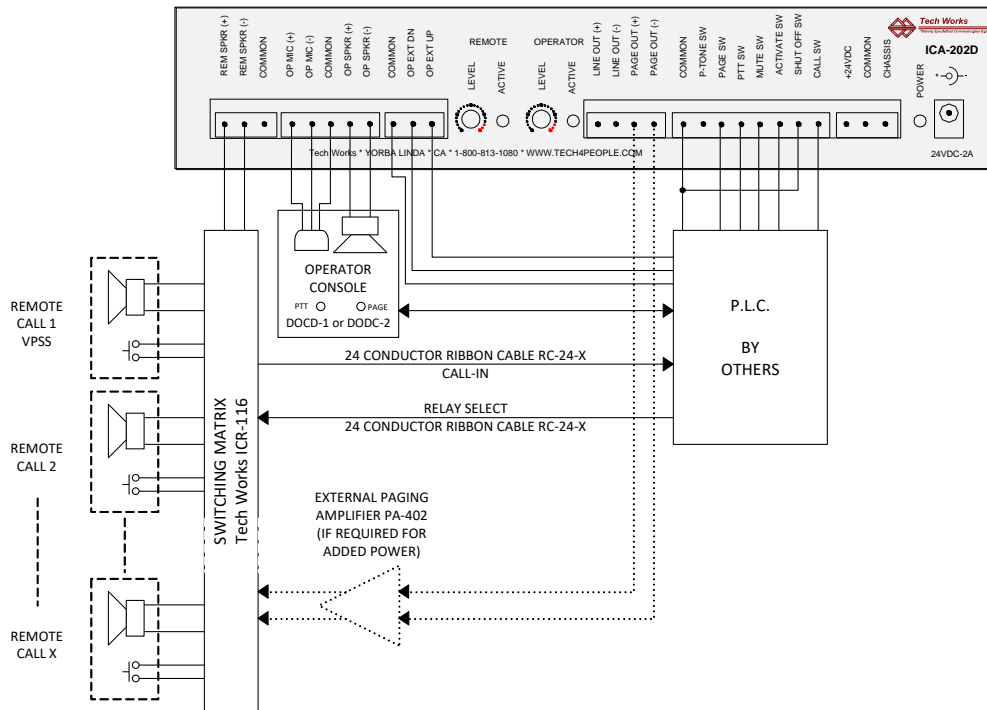 Tech Works
"Making Specialized Communication Easy"
ICA-202D
REM SPKR (+)
REM SPKR (-)
COMMON
OP MIC (+)
OP MIC (-)
COMMON
OP SPKR (+)
OP SPKR(-)
COMMON
OP EXT DN
OP EXT UP
REMOTE
LEVEL
ACTIVE
OPERATOR
LEVEL
ACTIVE
LINE OUT (+)
LINE OUT (-)
PAGE OUT (+)
PAGE OUT (-)
COMMON
P-TONE SW
PAGE SW
PTT SW
MUTE SW
ACTIVATE SW
SHUT OFF SW
CALL SW
+24VDC
COMMON
CHASSIS
POWER
+
-
24VDC-2A
Tech Works * YORBA LINDA * CA * 1-800-813-1080 * WWW.TECH4PEOPLE.COM
OPERATOR
CONSOLE
PTT
PAGE
DOCD-1 or DODC-2
P.L.C.
BY
OTHERS
24 CONDUCTOR RIBBON CABLE RC-24-X
CALL-IN
RELAY SELECT
24 CONDUCTOR RIBBON CABLE RC-24-X
REMOTE
CALL 1
VPSS
REMOTE
CALL 2
REMOTE
CALL X
SWITCHING MATRIX
Tech Works ICR-116
EXTERNAL PAGING
AMPLIFIER PA-402
(IF REQUIRED FOR
ADDED POWER)